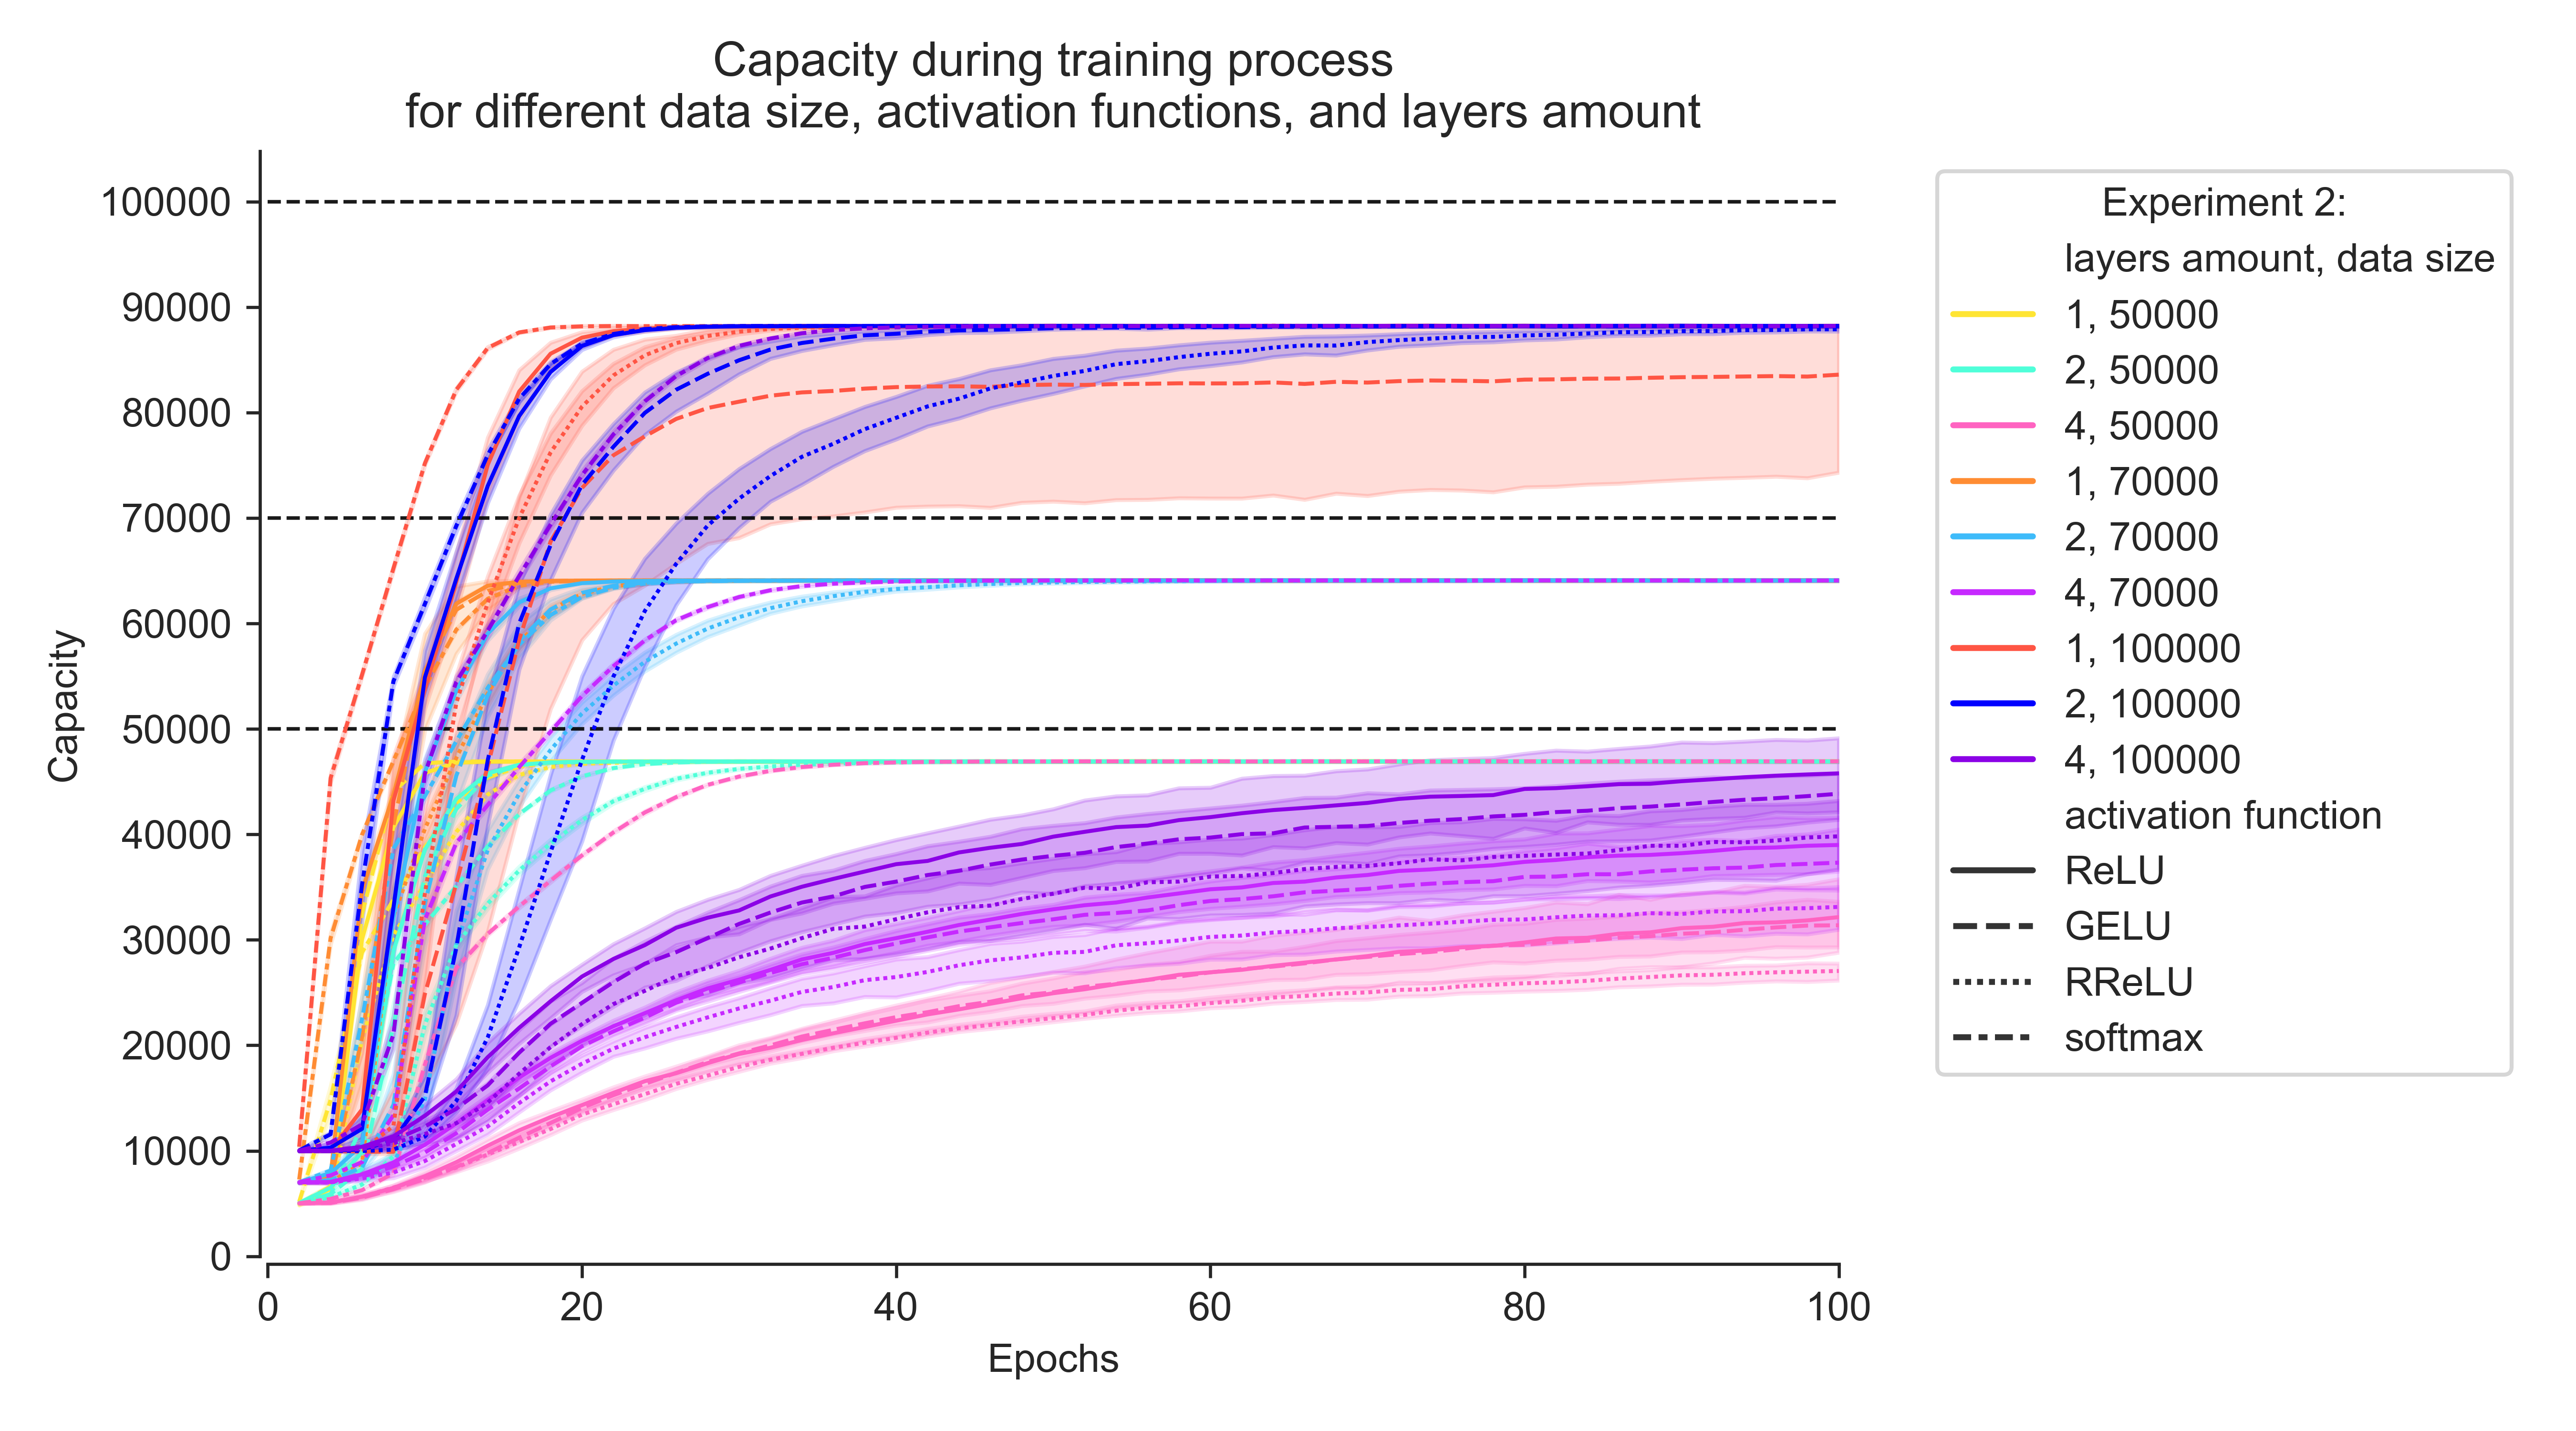 Capacity during training process
for different data size, activation functions, and layers amount
100000
90000
80000
70000
60000
50000
40000
30000
20000
10000
0
Capacity
0 20 40 60 80 100
Epochs
Experiment 2:
layers amount, data size
1, 50000
2, 50000
4, 50000
1, 70000
2, 70000
4, 70000
1, 100000
2, 100000
4, 100000
activation function
ReLU
GELU
RReLU
softmax